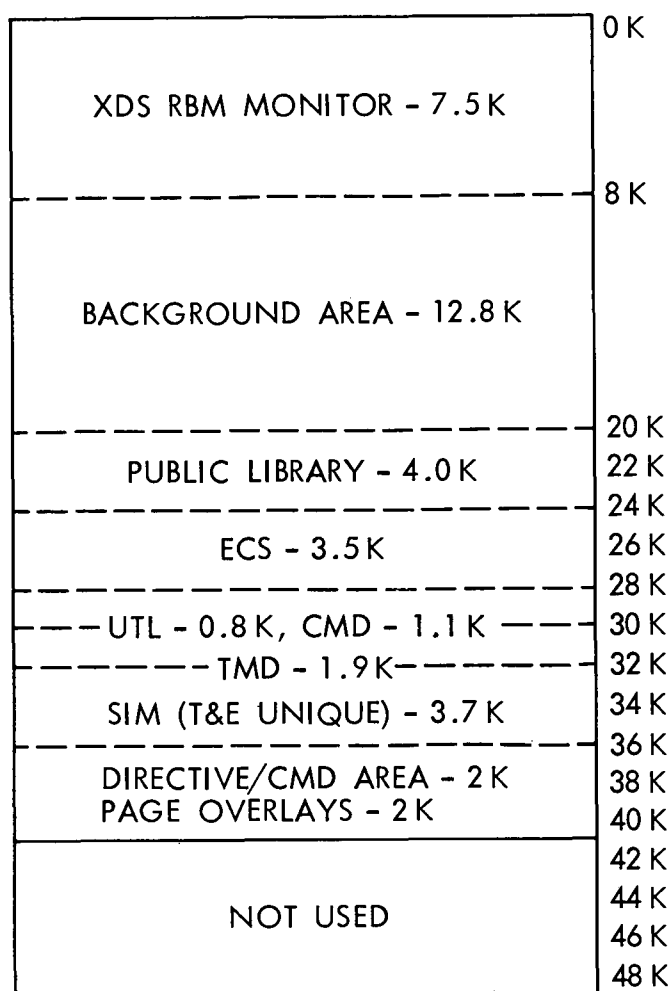 0 K
XDS RBM MONITOR - 7.5 K
8 K
BACKGROUND AREA - 12.8 K
20 K
PUBLIC LIBRARY - 4.0 K
22 K
24 K
ECS - 3.5 K
26 K
28 K
UTL - 0.8 K, CMD - 1.1 K
30 K
TMD - 1.9 K
32 K
SIM (T&E UNIQUE) - 3.7 K
34 K
36 K
DIRECTIVE/CMD AREA - 2K
38 K
PAGE OVERLAYS - 2K
40 K
42 K
NOT USED
44 K
46 K
48 K